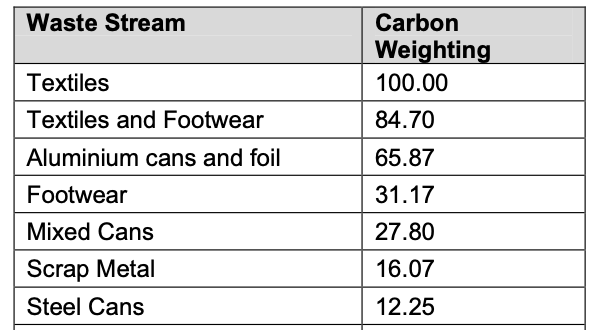 Waste Stream Carbon
Weighting
Textiles 100.00
Textiles and Footwear 84.70
Aluminium cans and foil 65.87
Footwear 31.17
Mixed Cans 27.80
Scrap Metal 16.07
Steel Cans 12.25